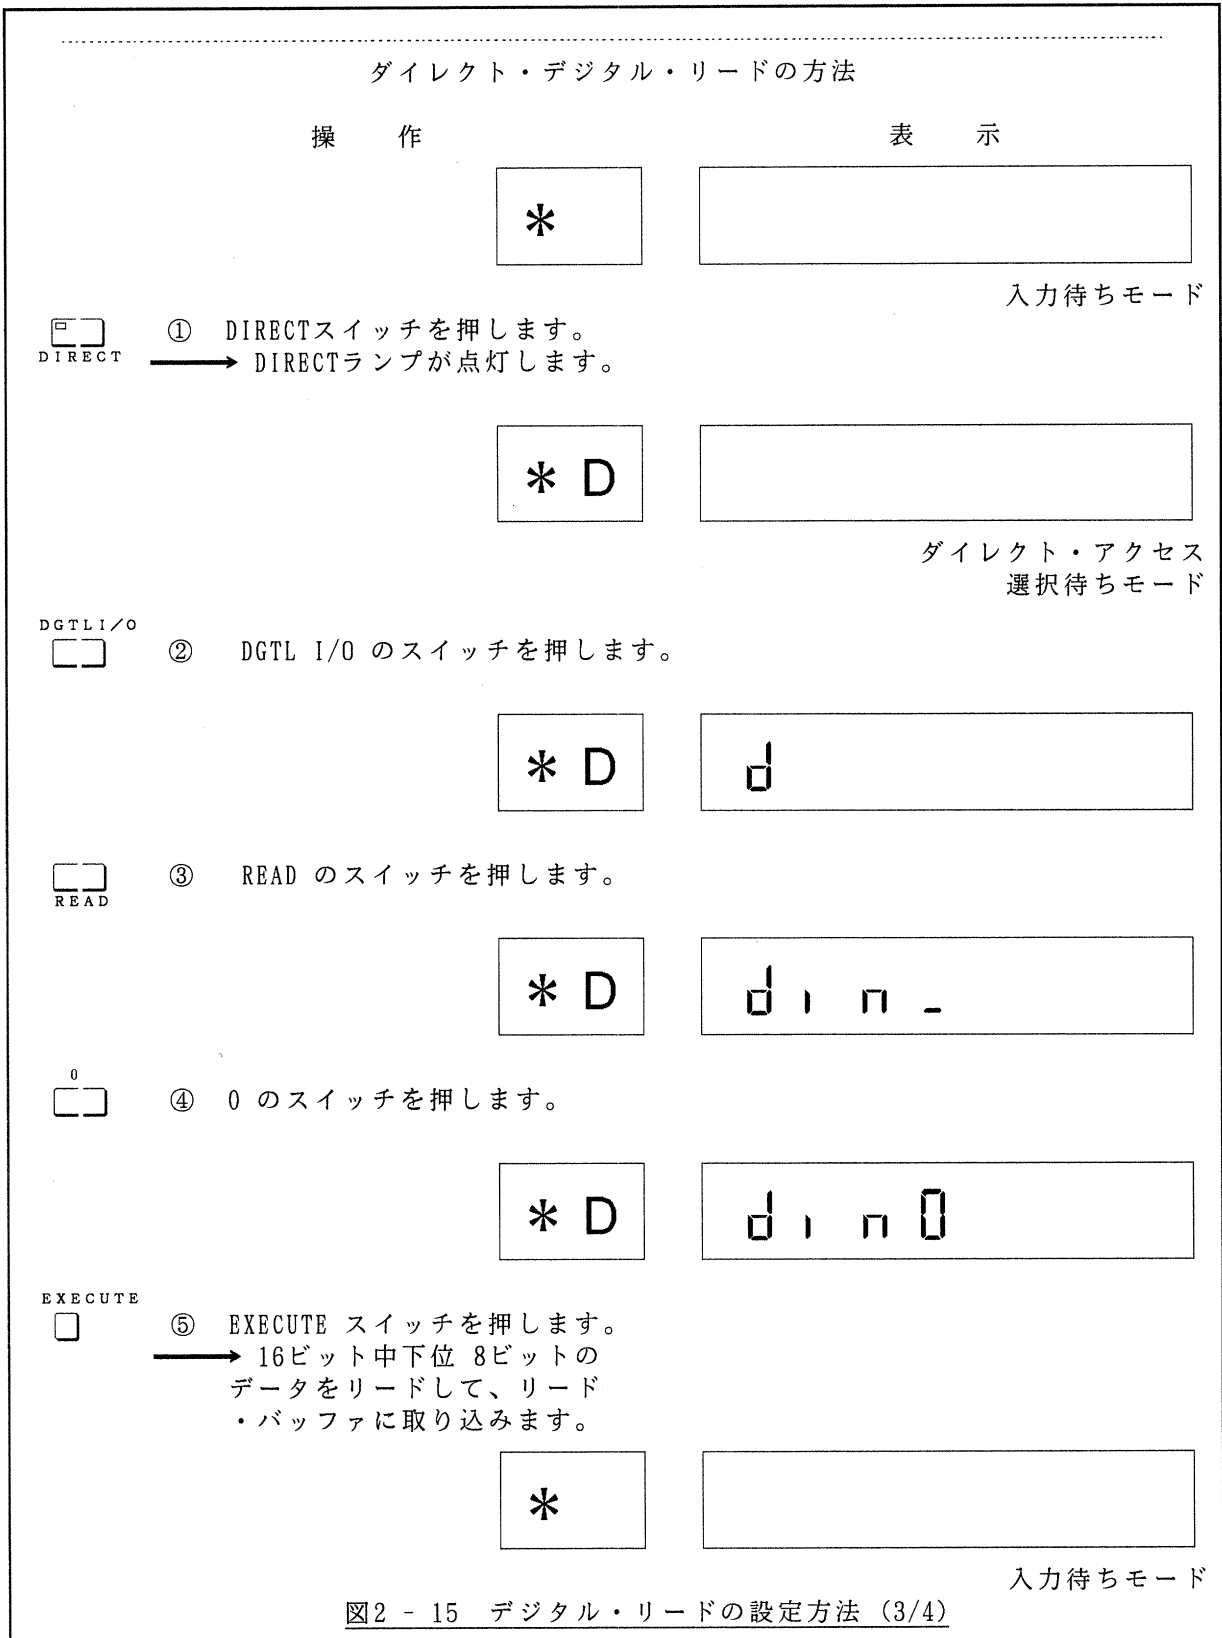 ダイレクト・デジタル・リードの方法
操　作　表　示
*
入力待ちモード
① DIRECTスイッチを押します。
DIRECT → DIRECTランプが点灯します。
* D
ダイレクト・アクセス
選択待ちモード
DGTLI/O
② DGTL I/O のスイッチを押します。
* D d
③ READ のスイッチを押します。
READ
* D din_
0
④ 0 のスイッチを押します。
* D din0
EXECUTE
⑤ EXECUTE スイッチを押します。
→ 16ビット中下位 8ビットの
データをリードして、リード
・バッファに取り込みます。
*
入力待ちモード
図2 - 15 デジタル・リードの設定方法 (3/4)